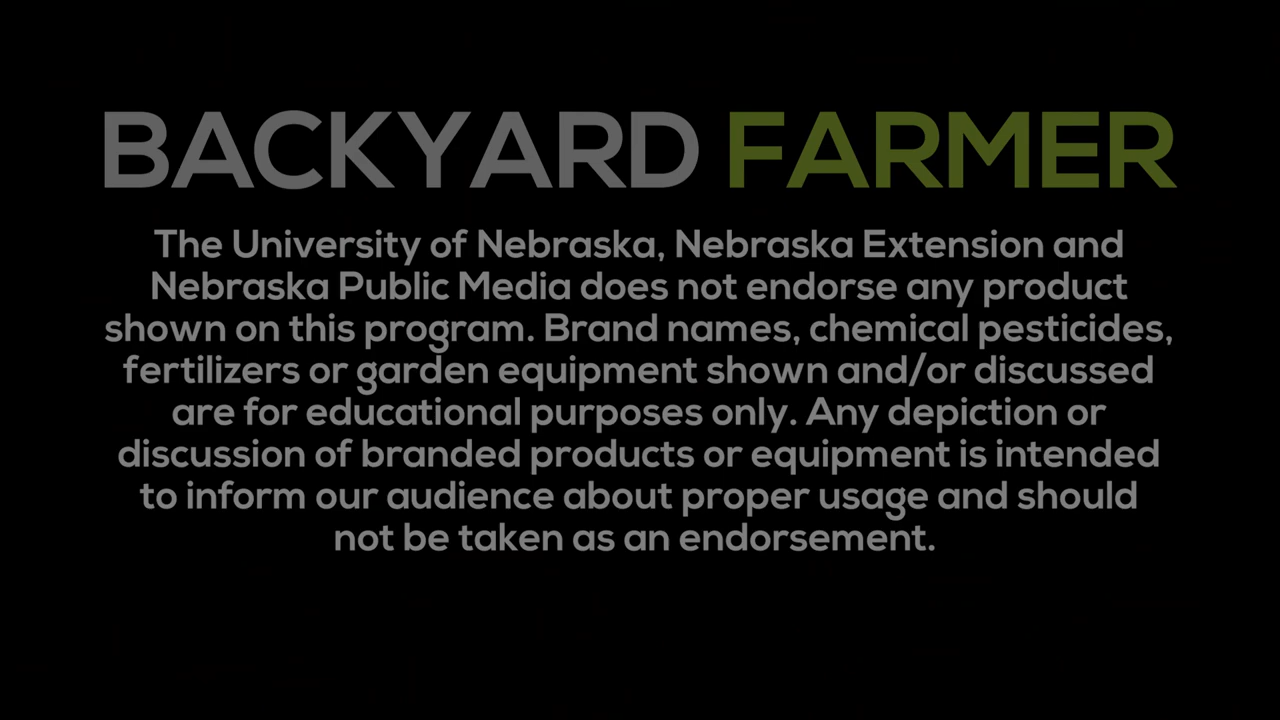 BACKYARD FARMER
The University of Nebraska, Nebraska Extension and
Nebraska Public Media does not endorse any product
shown on this program. Brand names, chemical pesticides,
fertilizers or garden equipment shown and/or discussed
are for educational purposes only. Any depiction or
discussion of branded products or equipment is intended
to inform our audience about proper usage and should
not be taken as an endorsement.